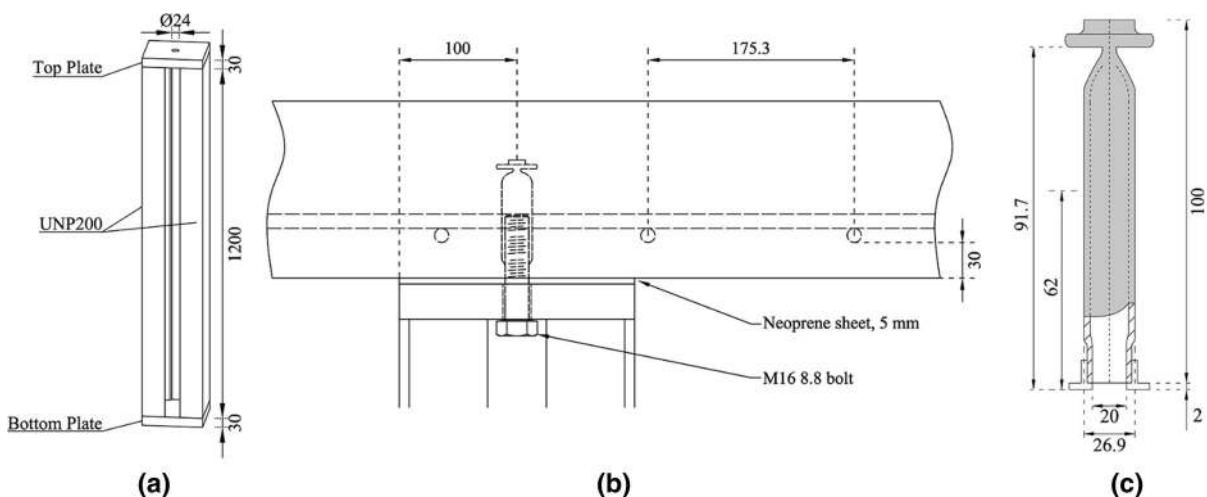 Ø24
Top Plate
30
UNP200
1200
Bottom Plate
30
(a)
100
175.3
30
Neoprene sheet, 5 mm
M16 8.8 bolt
(b)
91.7
62
100
20
26.9
2
(c)